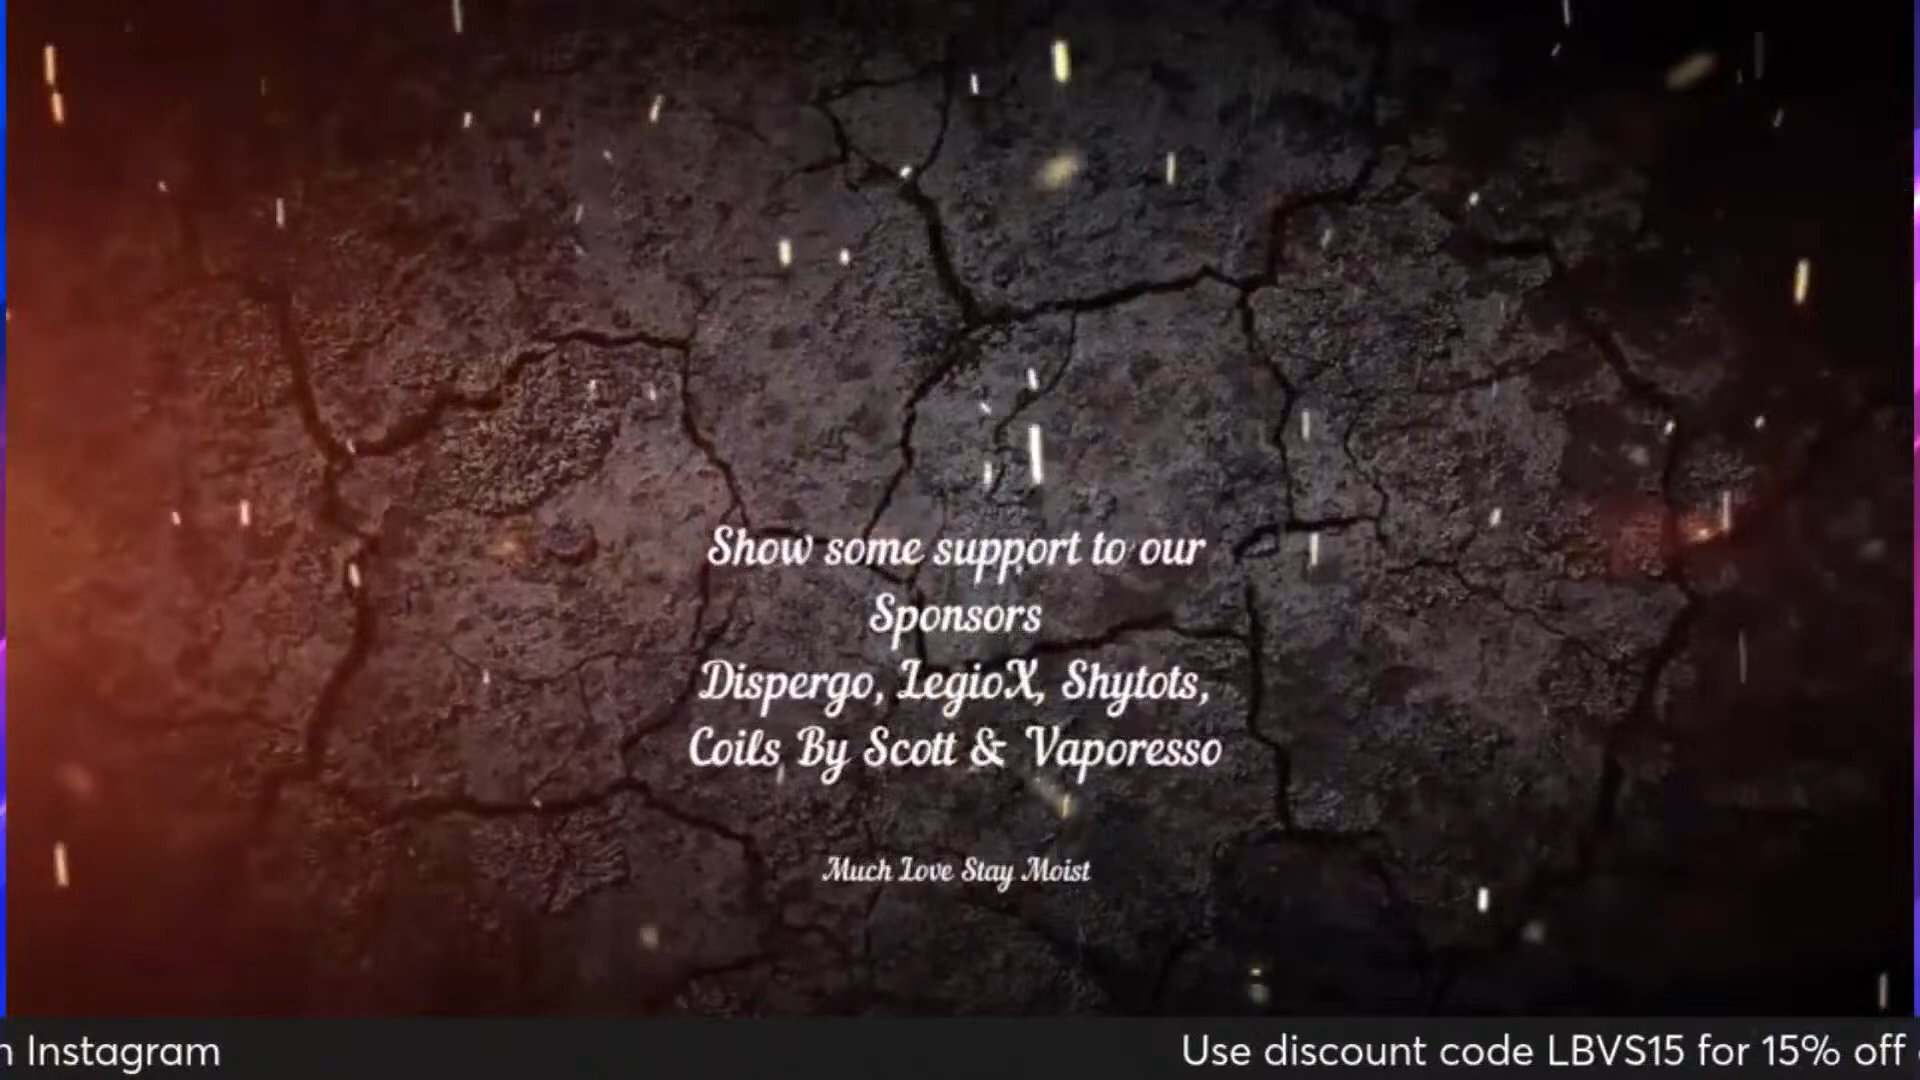 Show some support to our
Sponsors
Dispergo, LegioX, Shytots,
Coils By Scott & Vaporesso
Much Love Stay Moist
Instagram
Use discount code LBVS15 for 15% off